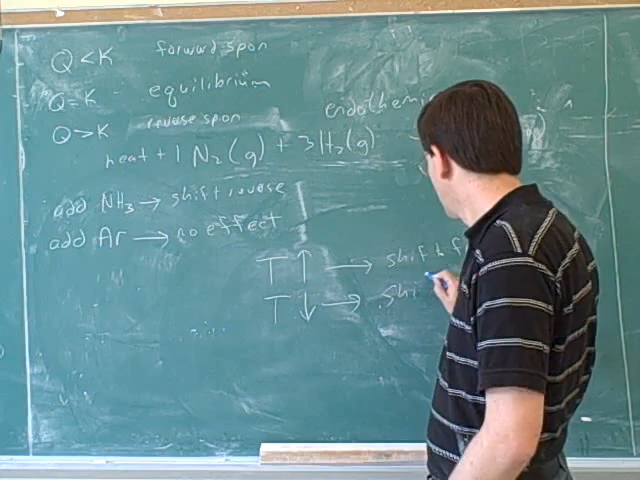 Q < K forward spon
Q = K equilibrium
Q > K reverse spon
endothermic
heat + 1 N₂(g) + 3 H₂(g)
add NH₃ → shift reverse
add Ar → no effect
T ↑ → shift f
T ↓ → shi